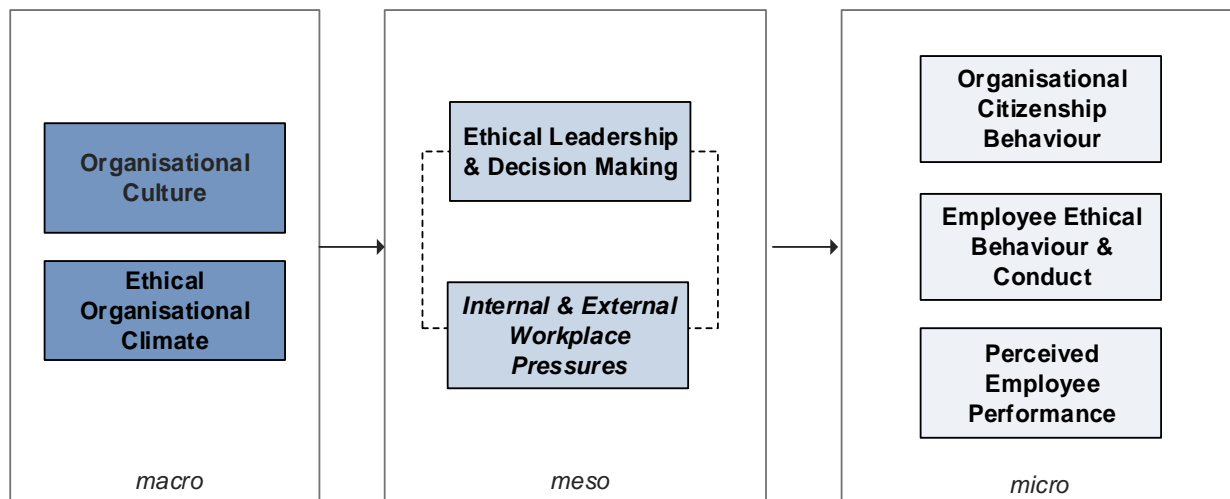 Organisational
Culture
Ethical
Organisational
Climate
macro
Ethical Leadership
& Decision Making
Internal & External
Workplace
Pressures
meso
Organisational
Citizenship
Behaviour
Employee Ethical
Behaviour &
Conduct
Perceived
Employee
Performance
micro